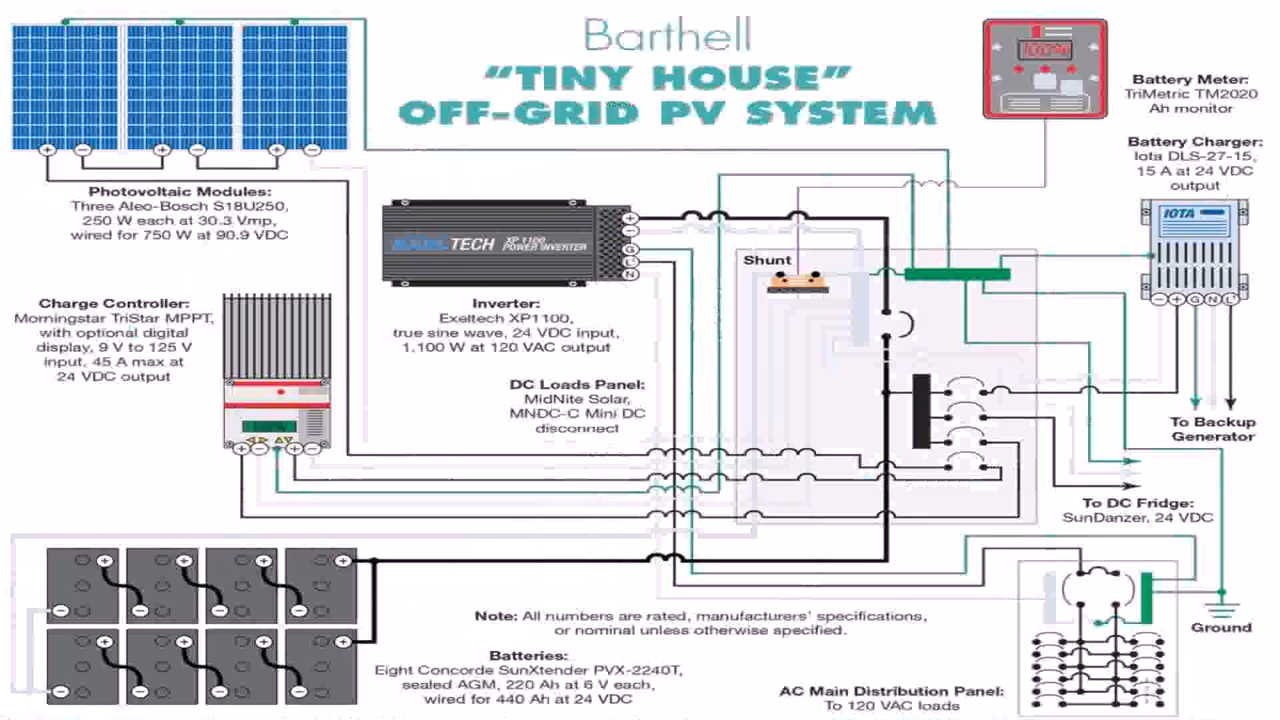 Barthell
"TINY HOUSE"
OFF-GRID PV SYSTEM
Battery Meter:
TriMetric TM2020
Ah monitor
Battery Charger:
Iota DLS-27-15,
15 A at 24 VDC
output
IOTA
Photovoltaic Modules:
Three Aleo-Bosch S18U250,
250 W each at 30.3 Vmp,
wired for 750 W at 90.9 VDC
TECH XP 1100
POWER INVERTER
+
−
G
L
N
Shunt
− + G N L
Charge Controller:
Morningstar TriStar MPPT,
with optional digital
display, 9 V to 125 V
input, 45 A max at
24 VDC output
Inverter:
Exeltech XP1100,
true sine wave, 24 VDC input,
1,100 W at 120 VAC output
DC Loads Panel:
MidNite Solar,
MNDC-C Mini DC
disconnect
To Backup
Generator
To DC Fridge:
SunDanzer, 24 VDC
Note: All numbers are rated, manufacturers' specifications,
or nominal unless otherwise specified.
Ground
Batteries:
Eight Concorde SunXtender PVX-2240T,
sealed AGM, 220 Ah at 6 V each,
wired for 440 Ah at 24 VDC
AC Main Distribution Panel:
To 120 VAC loads